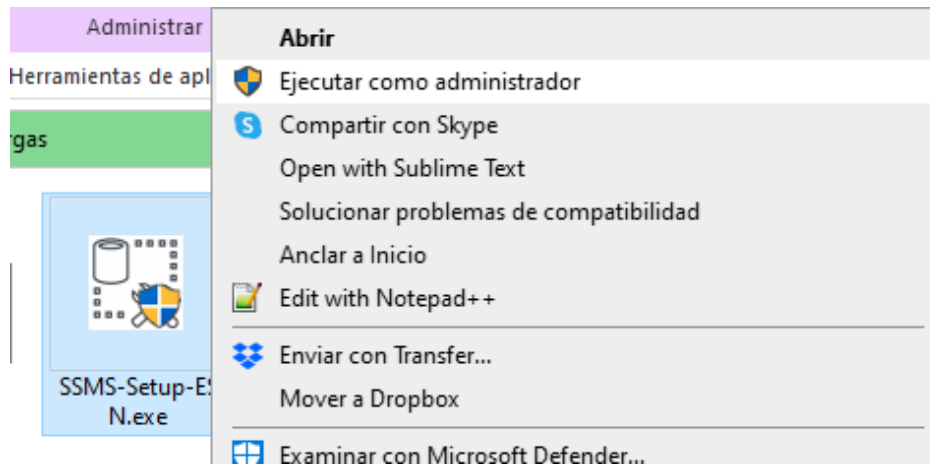 Administrar
Herramientas de apl
rgas
SSMS-Setup-ES
N.exe
Abrir
Ejecutar como administrador
Compartir con Skype
Open with Sublime Text
Solucionar problemas de compatibilidad
Anclar a Inicio
Edit with Notepad++
Enviar con Transfer...
Mover a Dropbox
Examinar con Microsoft Defender...